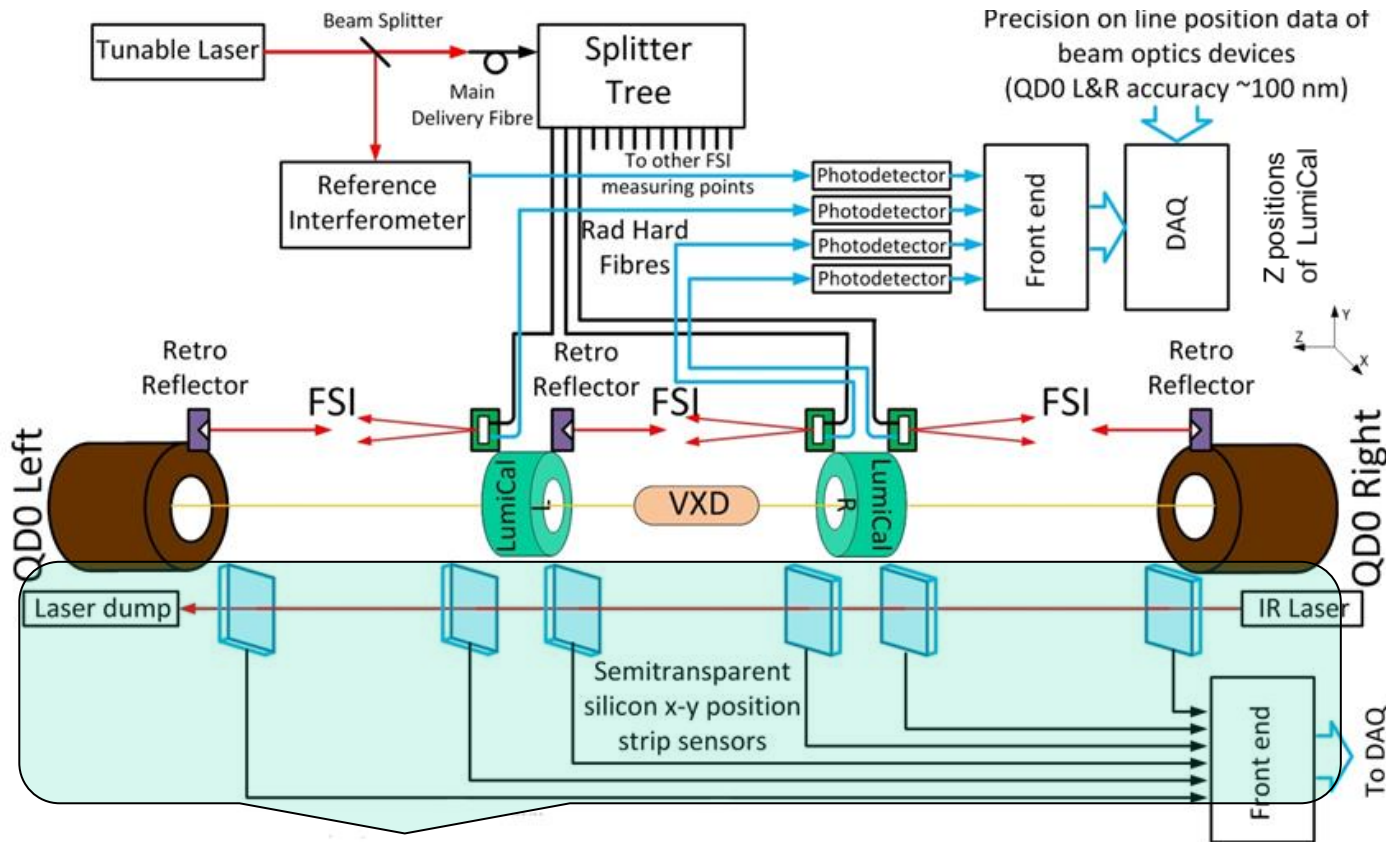 Tunable Laser
Beam Splitter
Main
Delivery Fibre
Splitter
Tree
Precision on line position data of
beam optics devices
(QD0 L&R accuracy ~100 nm)
To other FSI
measuring points
Reference
Interferometer
Rad Hard
Fibres
Photodetector
Photodetector
Photodetector
Photodetector
Front end
DAQ
Z positions
of LumiCal
Y
Z
X
Retro
Reflector
FSI
Retro
Reflector
FSI
FSI
Retro
Reflector
QD0 Left
LumiCal
L
VXD
R
LumiCal
QD0 Right
Laser dump
IR Laser
Semitransparent
silicon x-y position
strip sensors
Front end
To DAQ